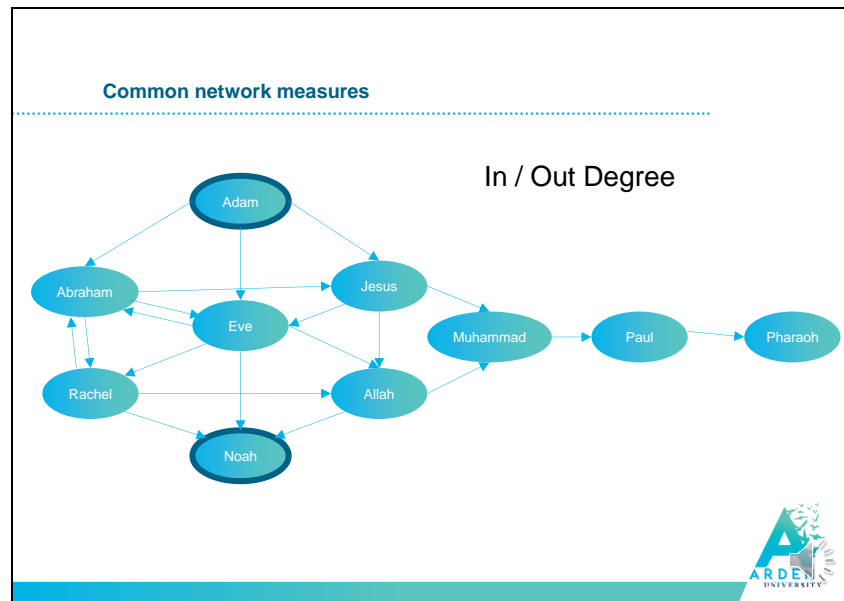 Common network measures
In / Out Degree
Adam
Abraham
Jesus
Eve
Muhammad
Paul
Pharaoh
Rachel
Allah
Noah
ARDEN
UNIVERSITY